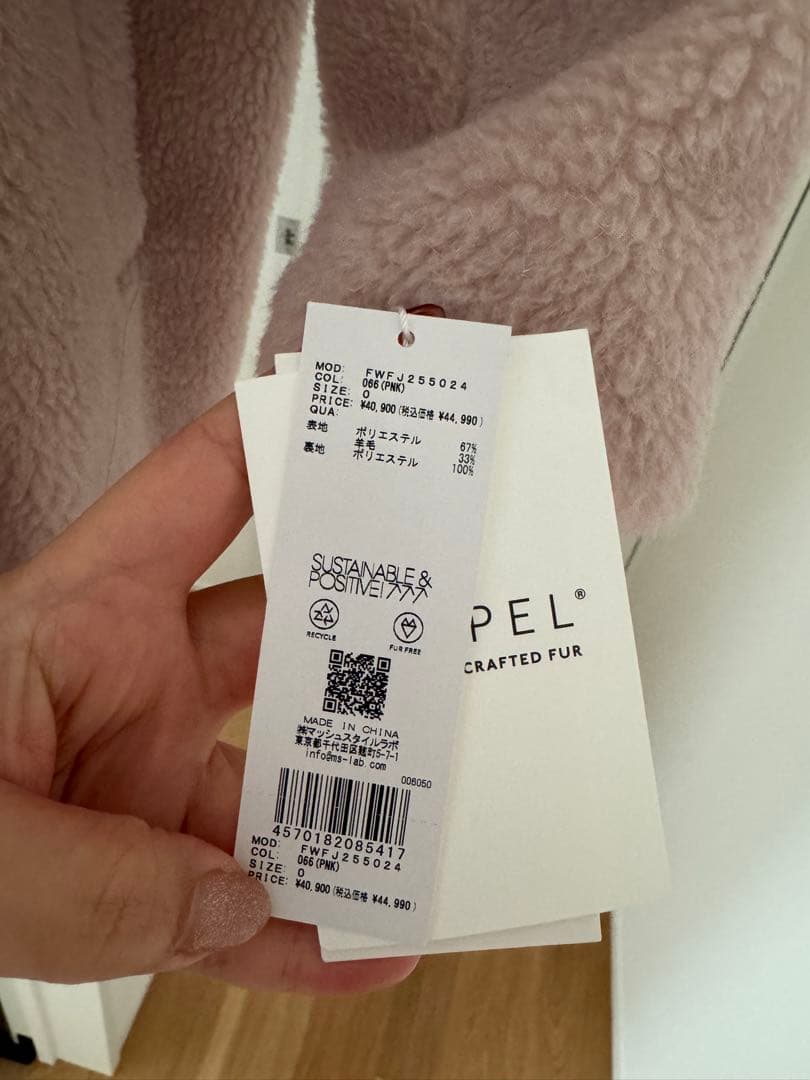 MOD: FWFJ255024
COL: 066(PNK)
SIZE: 0
PRICE: ¥40,900(税込価格 ¥44,990)
QUA:
表地 ポリエステル 67%
羊毛 33%
裏地 ポリエステル 100%
SUSTAINABLE &
POSITIVE!
RECYCLE
FUR FREE
MADE IN CHINA
㈱マッシュスタイルラボ
東京都千代田区麹町5-7-1
info@ms-lab.com
006050
4570182085417
MOD: FWFJ255024
COL: 066(PNK)
SIZE: 0
PRICE: ¥40,900(税込価格 ¥44,990)
PEL®
CRAFTED FUR